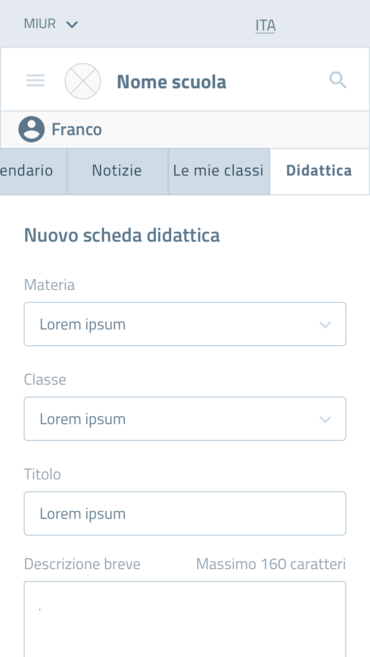 MIUR ITA
Nome scuola
Franco
endario Notizie Le mie classi Didattica
Nuovo scheda didattica
Materia
Lorem ipsum
Classe
Lorem ipsum
Titolo
Lorem ipsum
Descrizione breve Massimo 160 caratteri
.